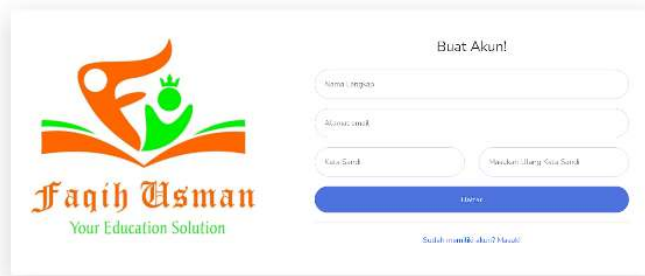 Buat Akun!
Nama Lengkap
Alamat email
Kata Sandi
Masukan Ulang Kata Sandi
Daftar
Sudah memiliki akun? Masuk!
Faqih Usman
Your Education Solution